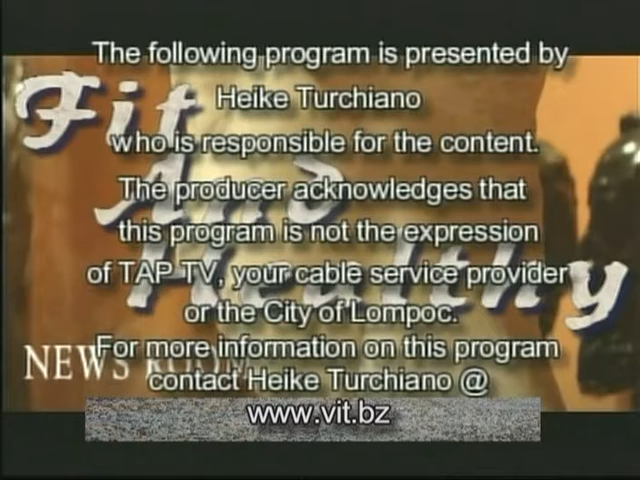 The following program is presented by
Heike Turchiano
who is responsible for the content.
The producer acknowledges that
this program is not the expression
of TAP TV, your cable service provider
or the City of Lompoc.
For more information on this program
contact Heike Turchiano @
www.vit.bz
Fit
And
Healthy
NEWS ROOM